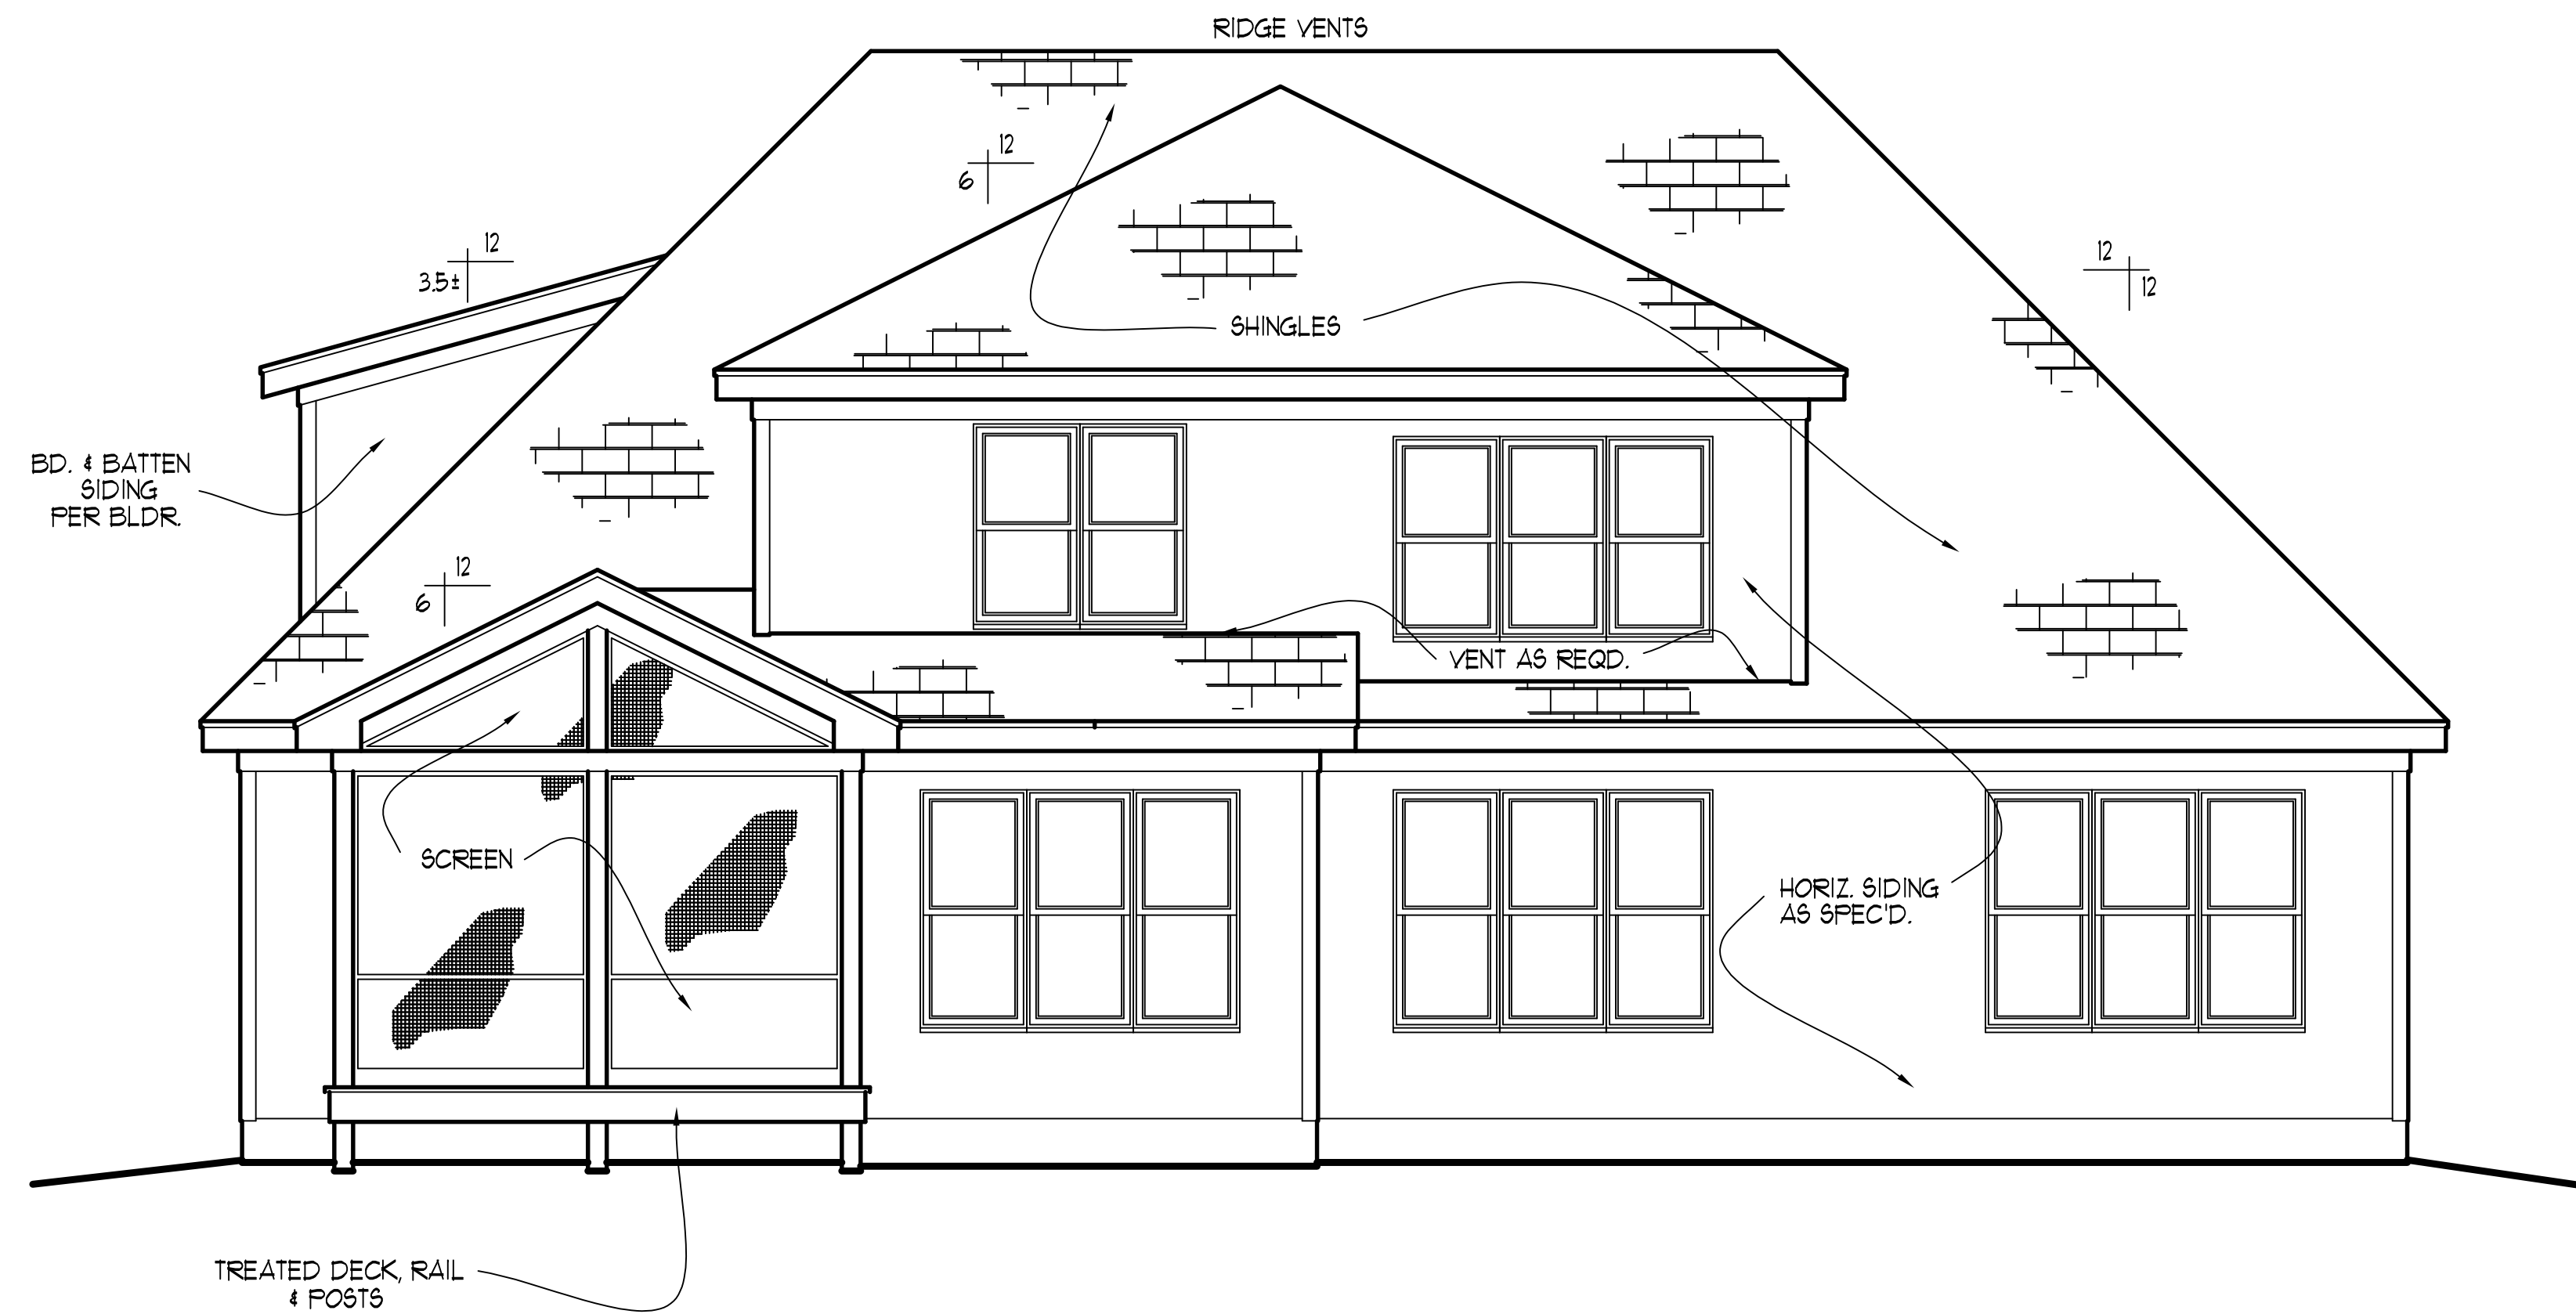 RIDGE VENTS
12
6
12
3.5±
12
12
SHINGLES
BD. & BATTEN
SIDING
PER BLDR.
12
6
VENT AS REQD.
SCREEN
HORIZ. SIDING
AS SPEC'D.
TREATED DECK, RAIL
& POSTS